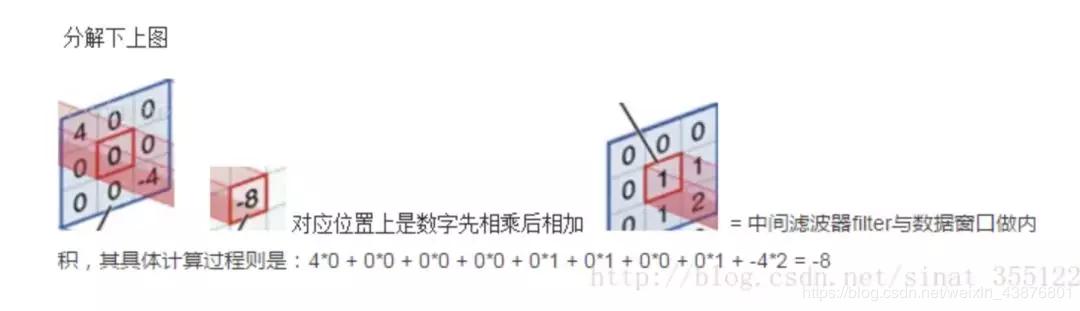 分解下上图
4 0 0
0 0 0
0 0 -4
-8
对应位置上是数字先相乘后相加
0 0 0
0 1 1
0 1 2
= 中间滤波器filter与数据窗口做内
积，其具体计算过程则是：4*0 + 0*0 + 0*0 + 0*0 + 0*1 + 0*1 + 0*0 + 0*1 + -4*2 = -8
http://blog.csdn.net/sinat_355122
https://blog.csdn.net/weixin_43876801